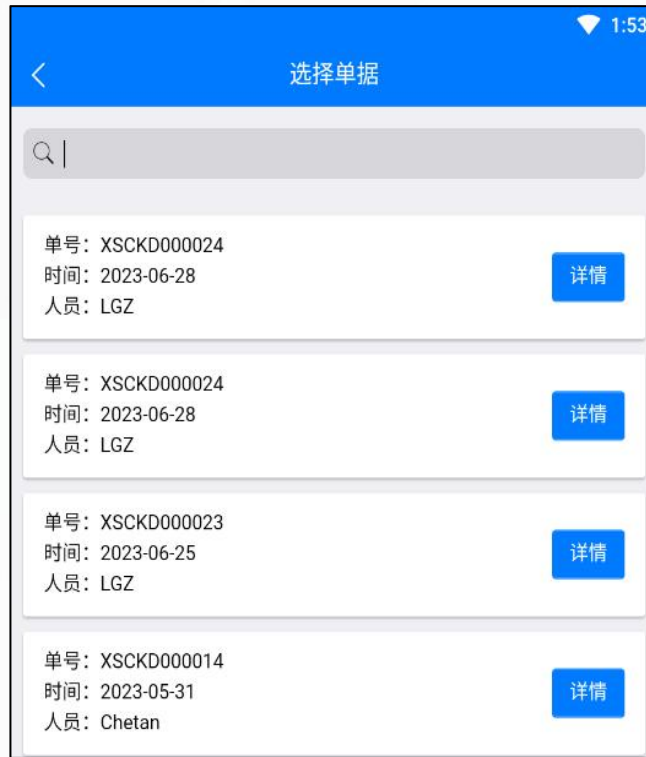 1:53
选择单据
单号：XSCKD000024
时间：2023-06-28
人员：LGZ
详情
单号：XSCKD000024
时间：2023-06-28
人员：LGZ
详情
单号：XSCKD000023
时间：2023-06-25
人员：LGZ
详情
单号：XSCKD000014
时间：2023-05-31
人员：Chetan
详情